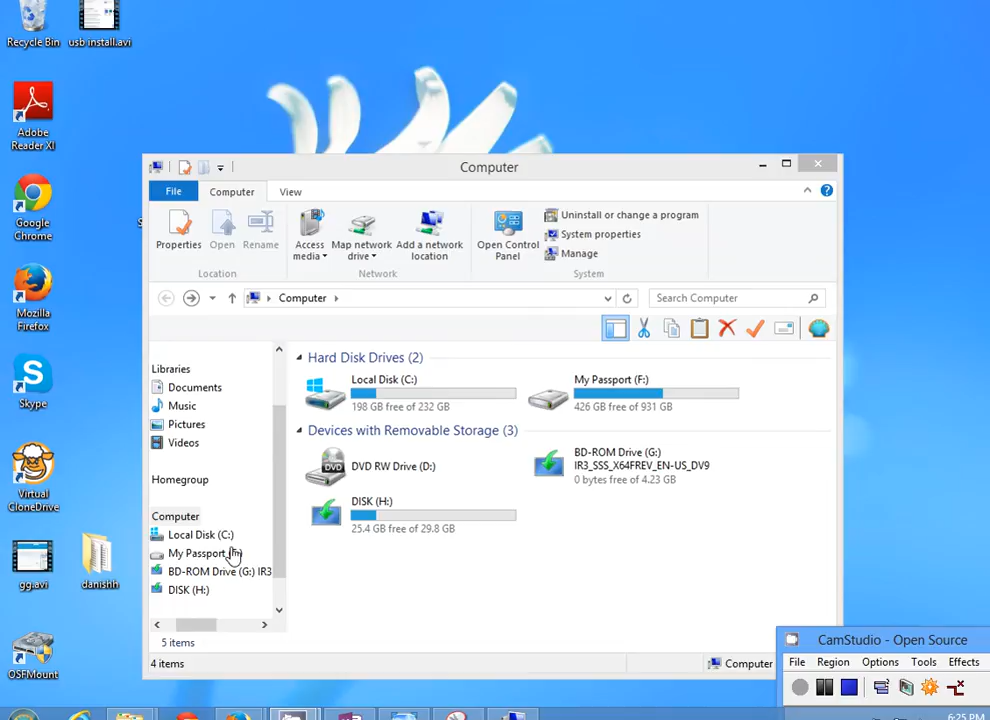 Recycle Bin
usb install.avi
Adobe
Reader XI
Google
Chrome
Mozilla
Firefox
Skype
Virtual
CloneDrive
gg.avi
danishh
OSFMount
Computer
File
Computer
View
Properties
Open
Rename
Access
media
Map network
drive
Add a network
location
Open Control
Panel
Uninstall or change a program
System properties
Manage
Location
Network
System
Computer
Search Computer
Libraries
Documents
Music
Pictures
Videos
Homegroup
Computer
Local Disk (C:)
My Passport (F:)
BD-ROM Drive (G:) IR3
DISK (H:)
Hard Disk Drives (2)
Local Disk (C:)
198 GB free of 232 GB
My Passport (F:)
426 GB free of 931 GB
Devices with Removable Storage (3)
DVD
DVD RW Drive (D:)
BD-ROM Drive (G:)
IR3_SSS_X64FREV_EN-US_DV9
0 bytes free of 4.23 GB
DISK (H:)
25.4 GB free of 29.8 GB
5 items
4 items
Computer
CamStudio - Open Source
File
Region
Options
Tools
Effects
6:25 PM